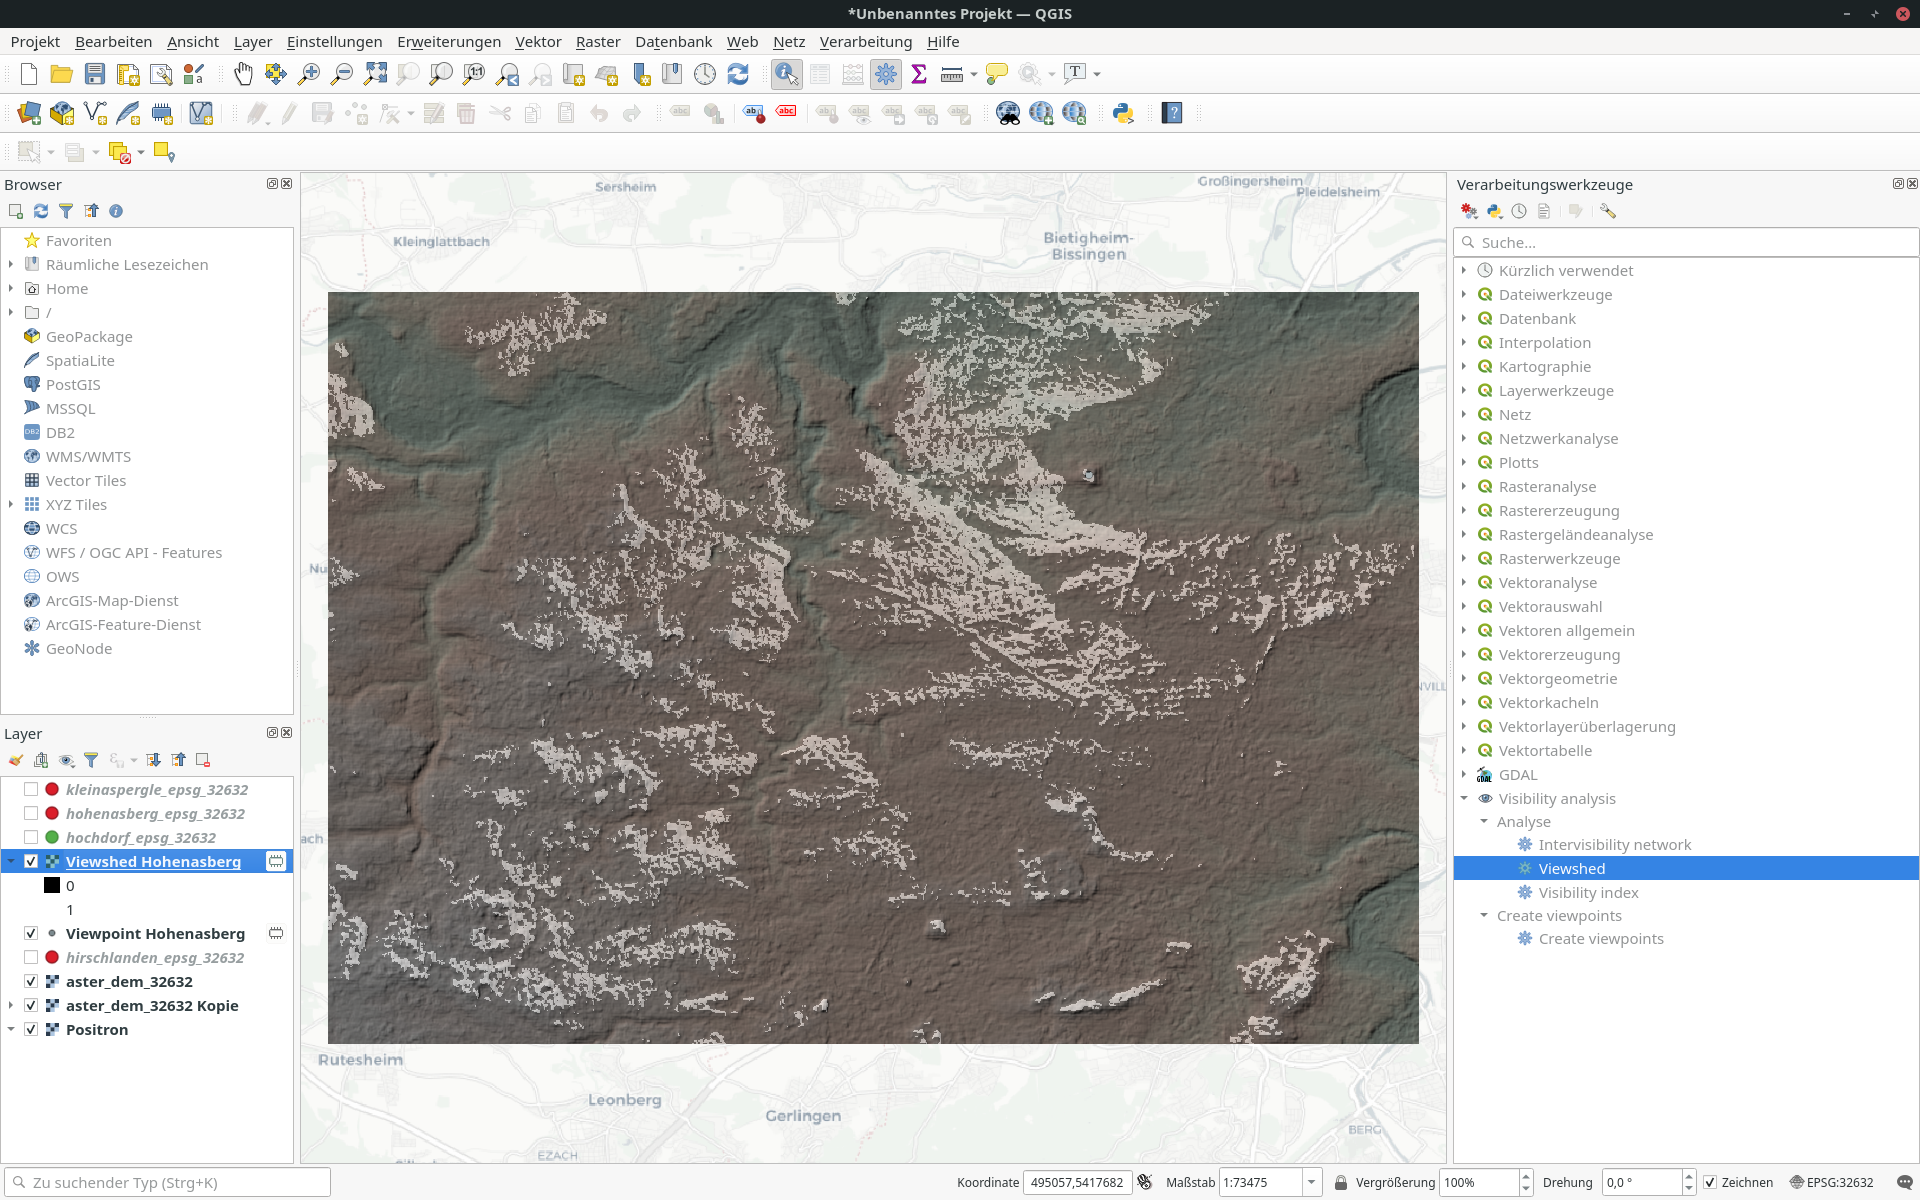 *Unbenanntes Projekt — QGIS
Projekt Bearbeiten Ansicht Layer Einstellungen Erweiterungen Vektor Raster Datenbank Web Netz Verarbeitung Hilfe
Browser
Favoriten
Räumliche Lesezeichen
Home
/
GeoPackage
SpatiaLite
PostGIS
MSSQL
DB2
WMS/WMTS
Vector Tiles
XYZ Tiles
WCS
WFS / OGC API - Features
OWS
ArcGIS-Map-Dienst
ArcGIS-Feature-Dienst
GeoNode
Layer
kleinaspergle_epsg_32632
hohenasberg_epsg_32632
hochdorf_epsg_32632
Viewshed Hohenasberg
0
1
Viewpoint Hohenasberg
hirschlanden_epsg_32632
aster_dem_32632
aster_dem_32632 Kopie
Positron
Sersheim
Großingersheim
Pleidelsheim
Kleinglattbach
Bietigheim-
Bissingen
Nu
NVILL
ach
Rutesheim
Leonberg
Gerlingen
BERG
EZACH
Verarbeitungswerkzeuge
Suche...
Kürzlich verwendet
Dateiwerkzeuge
Datenbank
Interpolation
Kartographie
Layerwerkzeuge
Netz
Netzwerkanalyse
Plotts
Rasteranalyse
Rastererzeugung
Rastergeländeanalyse
Rasterwerkzeuge
Vektoranalyse
Vektorauswahl
Vektoren allgemein
Vektorerzeugung
Vektorgeometrie
Vektorkacheln
Vektorlayerüberlagerung
Vektortabelle
GDAL
Visibility analysis
Analyse
Intervisibility network
Viewshed
Visibility index
Create viewpoints
Create viewpoints
Zu suchender Typ (Strg+K)
Koordinate 495057,5417682 Maßstab 1:73475 Vergrößerung 100% Drehung 0,0 ° Zeichnen EPSG:32632